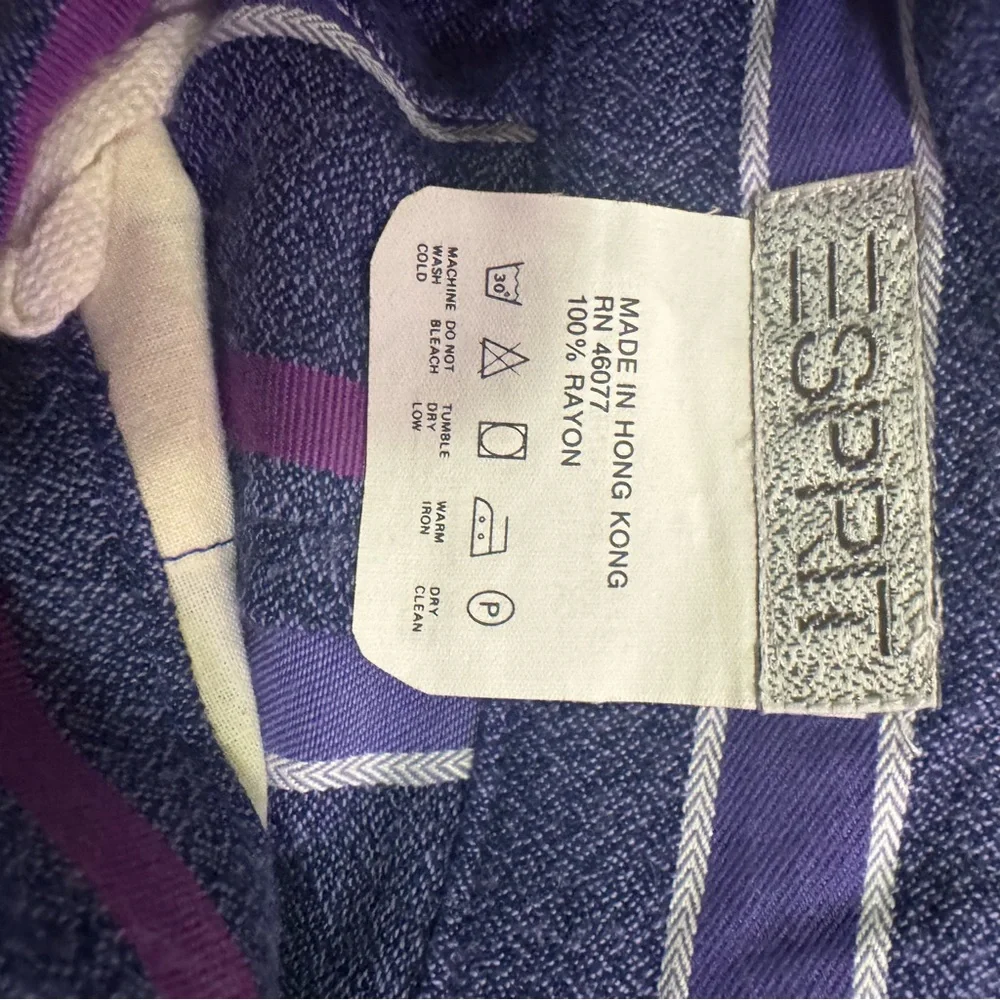 ESPRIT
MADE IN HONG KONG
RN 46077
100% RAYON
30°
P
MACHINE
WASH
COLD
DO NOT
BLEACH
TUMBLE
DRY
LOW
WARM
IRON
DRY
CLEAN